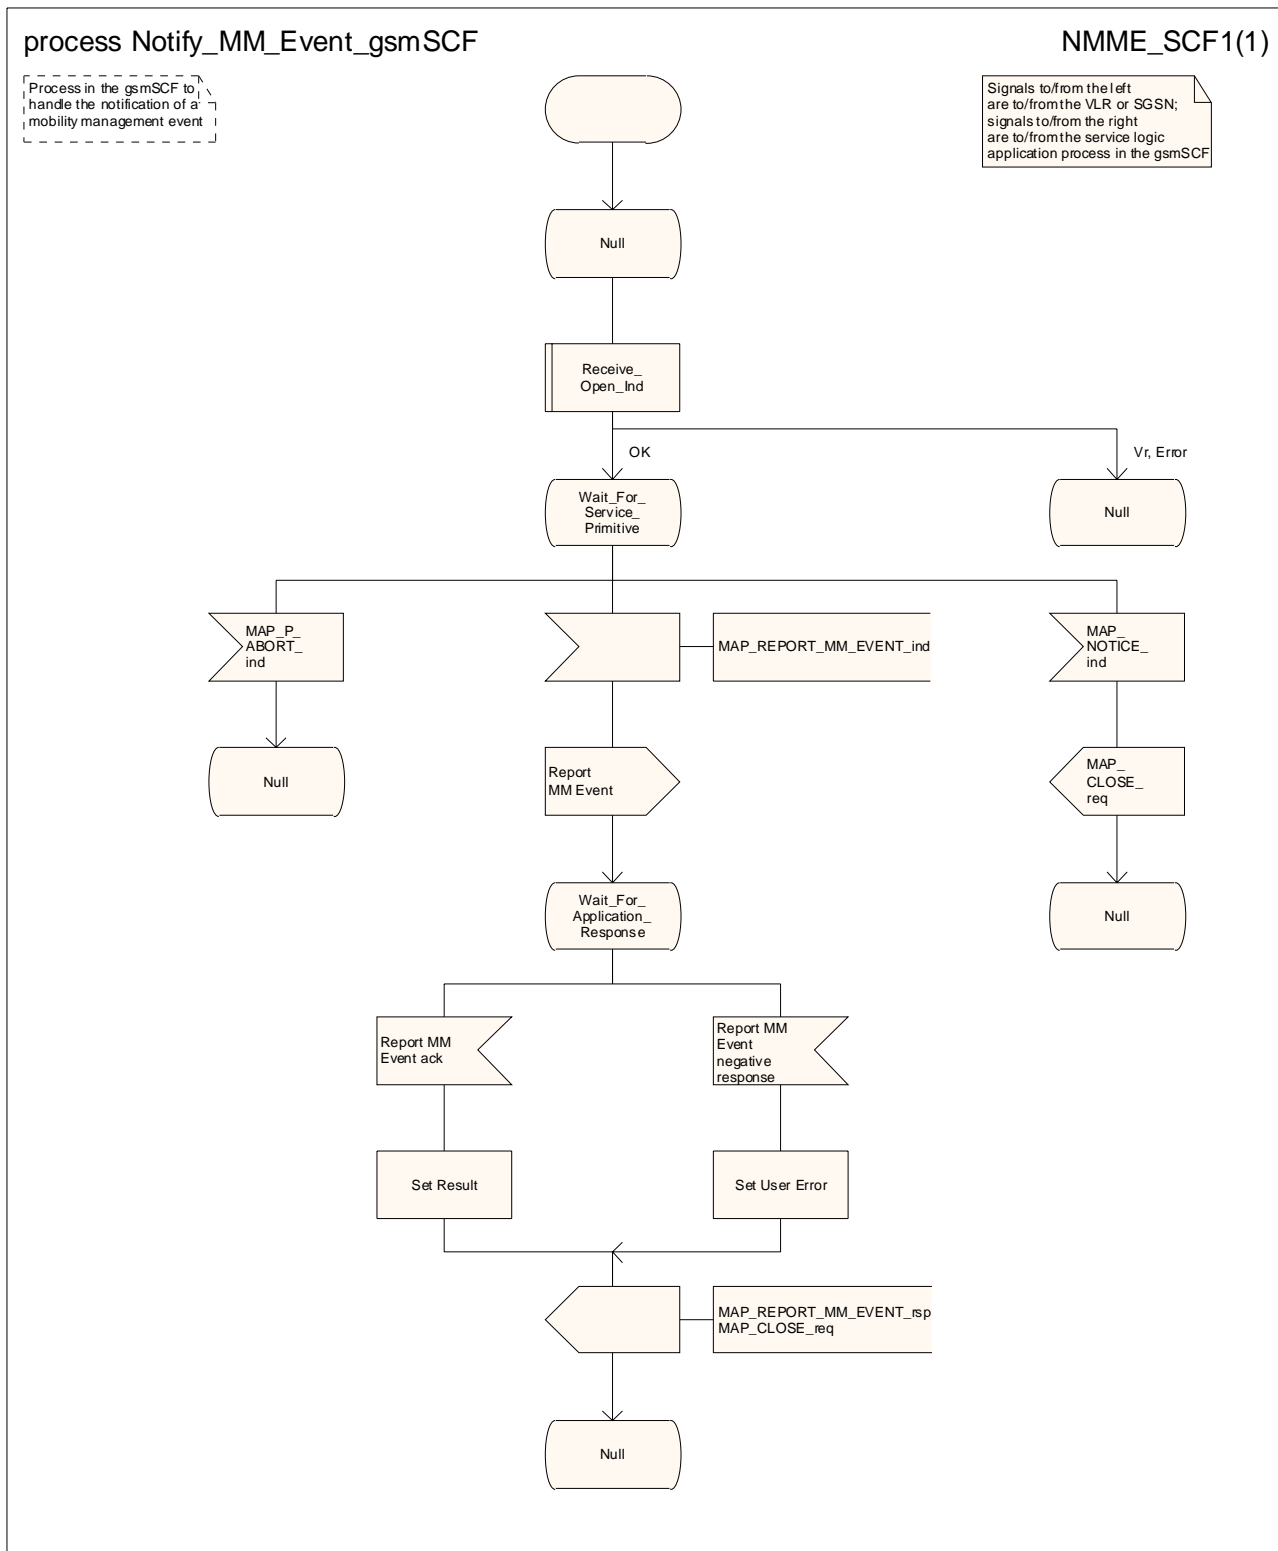 process Notify_MM_Event_gsmSCF
NMME_SCF1(1)
Process in the gsmSCF to
handle the notification of a
mobility management event
Signals to/from the left
are to/from the VLR or SGSN;
signals to/from the right
are to/from the service logic
application process in the gsmSCF
Null
Receive_
Open_Ind
OK
Vr, Error
Wait_For_
Service_
Primitive
Null
MAP_P_
ABORT_
ind
MAP_REPORT_MM_EVENT_ind
MAP_
NOTICE_
ind
Null
Report
MM Event
MAP_
CLOSE_
req
Wait_For_
Application_
Response
Null
Report MM
Event ack
Report MM
Event
negative
response
Set Result
Set User Error
MAP_REPORT_MM_EVENT_rsp
MAP_CLOSE_req
Null